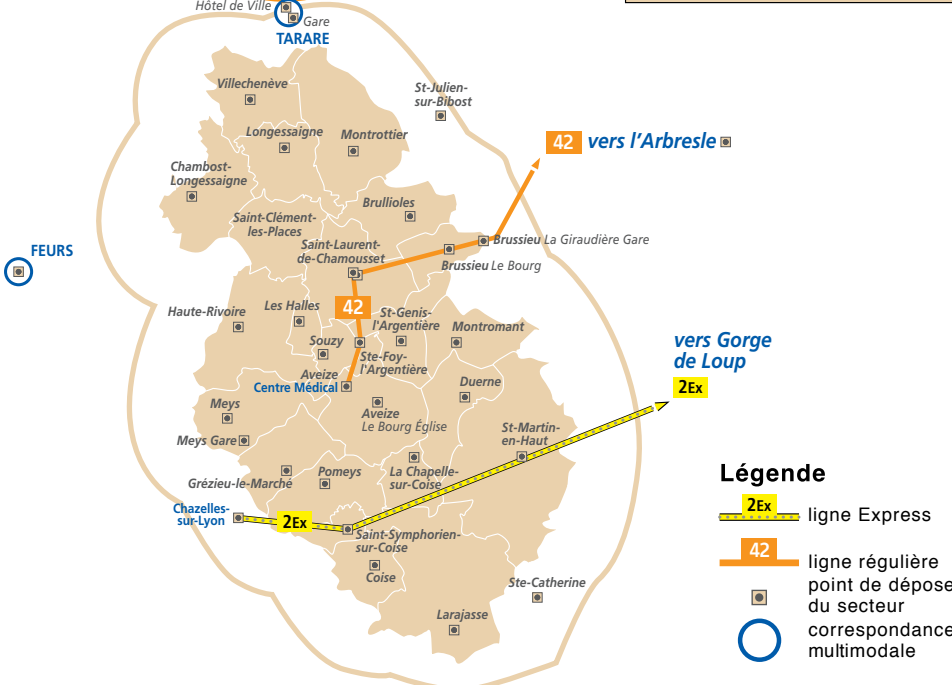 Hôtel de Ville
Gare
TARARE
Villechenève
St-Julien-
sur-Bibost
Longessaigne
Montrottier
42 vers l'Arbresle
Chambost-
Longessaigne
Brullioles
Saint-Clément-
les-Places
Saint-Laurent-
de-Chamousset
Brussieu La Giraudière Gare
Brussieu Le Bourg
FEURS
Haute-Rivoire
Les Halles
42
St-Genis-
l'Argentière
Montromant
Souzy
Ste-Foy-
l'Argentière
vers Gorge
de Loup
2Ex
Aveize
Centre Médical
Duerne
Meys
Aveize
Le Bourg Église
St-Martin-
en-Haut
Meys Gare
Grézieu-le-Marché
Pomeys
La Chapelle-
sur-Coise
Chazelles-
sur-Lyon
2Ex
Saint-Symphorien-
sur-Coise
Coise
Ste-Catherine
Larajasse
Légende
2Ex
ligne Express
42
ligne régulière
point de dépose
du secteur
correspondance
multimodale